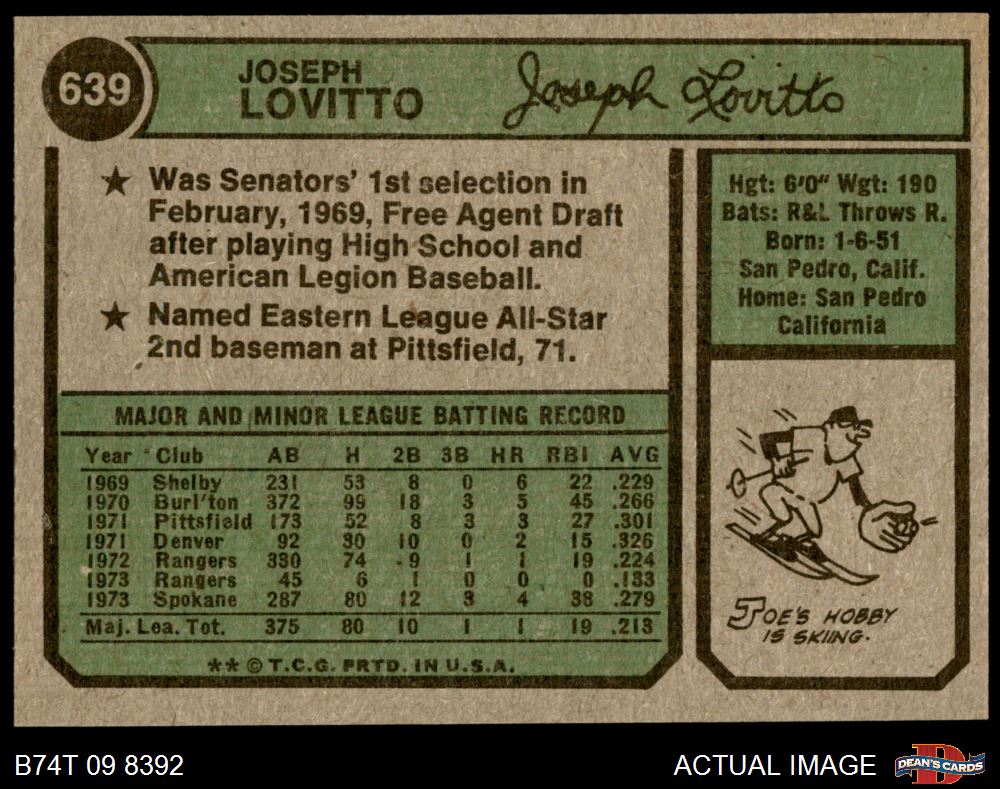 639
JOSEPH
LOVITTO
Joseph Lovitto
★ Was Senators' 1st selection in
February, 1969, Free Agent Draft
after playing High School and
American Legion Baseball.
★ Named Eastern League All-Star
2nd baseman at Pittsfield, 71.
Hgt: 6'0" Wgt: 190
Bats: R&L Throws R.
Born: 1-6-51
San Pedro, Calif.
Home: San Pedro
California
MAJOR AND MINOR LEAGUE BATTING RECORD
Year Club AB H 2B 3B HR RBI AVG
1969 Shelby 231 53 8 0 6 22 .229
1970 Burl'ton 372 99 18 3 5 45 .266
1971 Pittsfield 173 52 8 3 3 27 .301
1971 Denver 92 30 10 0 2 15 .326
1972 Rangers 330 74 9 1 1 19 .224
1973 Rangers 45 6 1 0 0 0 .133
1973 Spokane 287 80 12 3 4 38 .279
Maj. Lea. Tot. 375 80 10 1 1 19 .213
** © T.C.G. PRTD. IN U.S.A.
JOE'S HOBBY
IS SKIING.
B74T 09 8392
ACTUAL IMAGE
D
DEAN'S CARDS